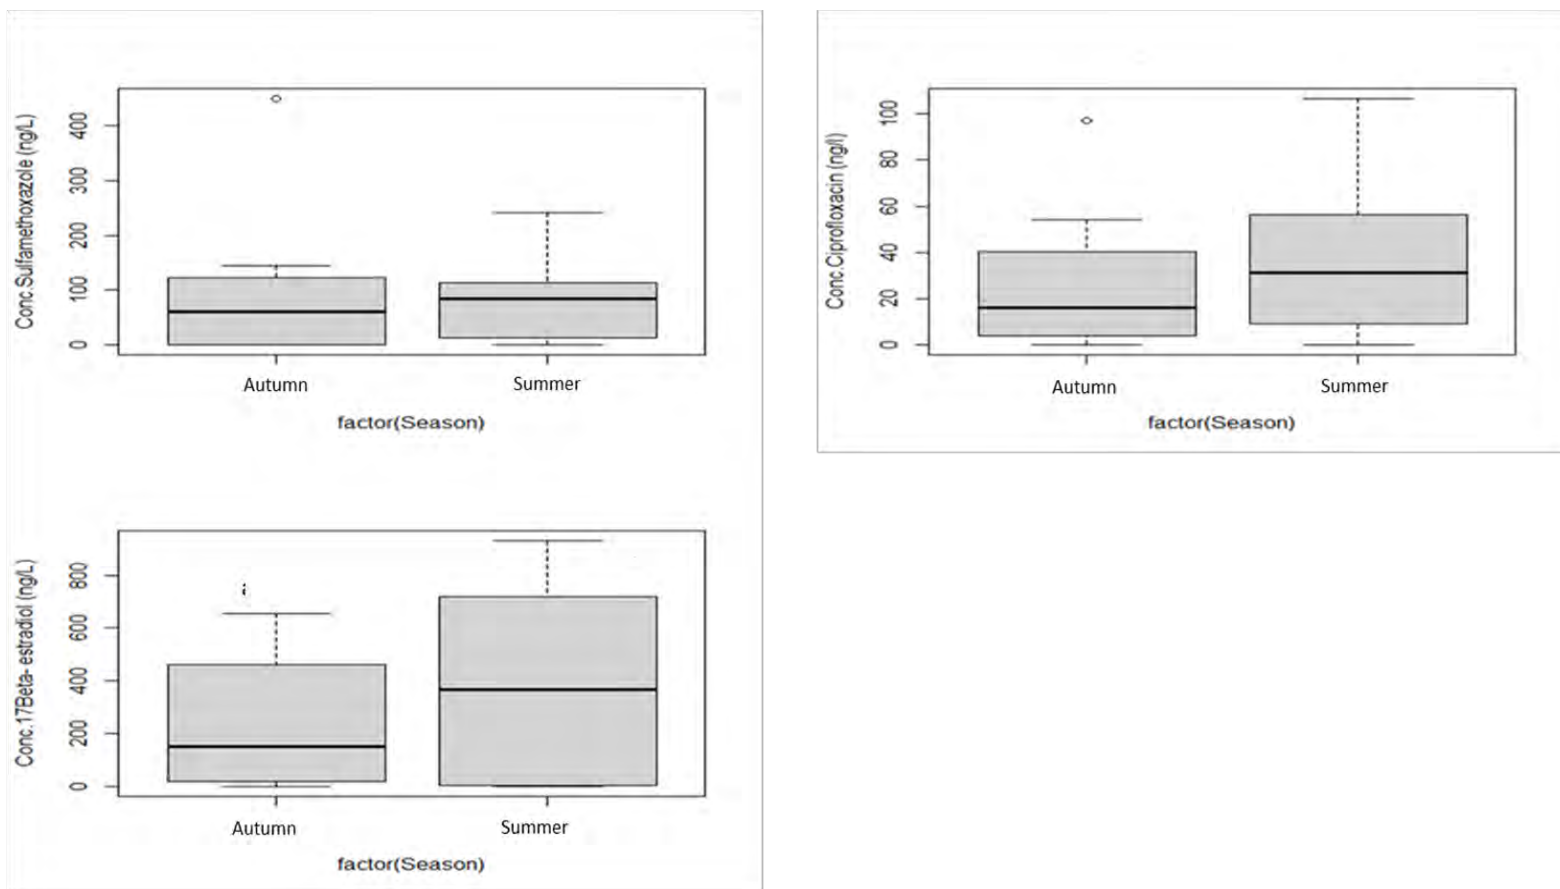 Conc.Sulfamethoxazole (ng/L)
400
300
200
100
0
Autumn
Summer
factor(Season)
Conc.Ciprofloxacin (ng/l)
100
80
60
40
20
0
Autumn
Summer
factor(Season)
Conc.17Beta- estradiol (ng/L)
800
600
400
200
0
Autumn
Summer
factor(Season)